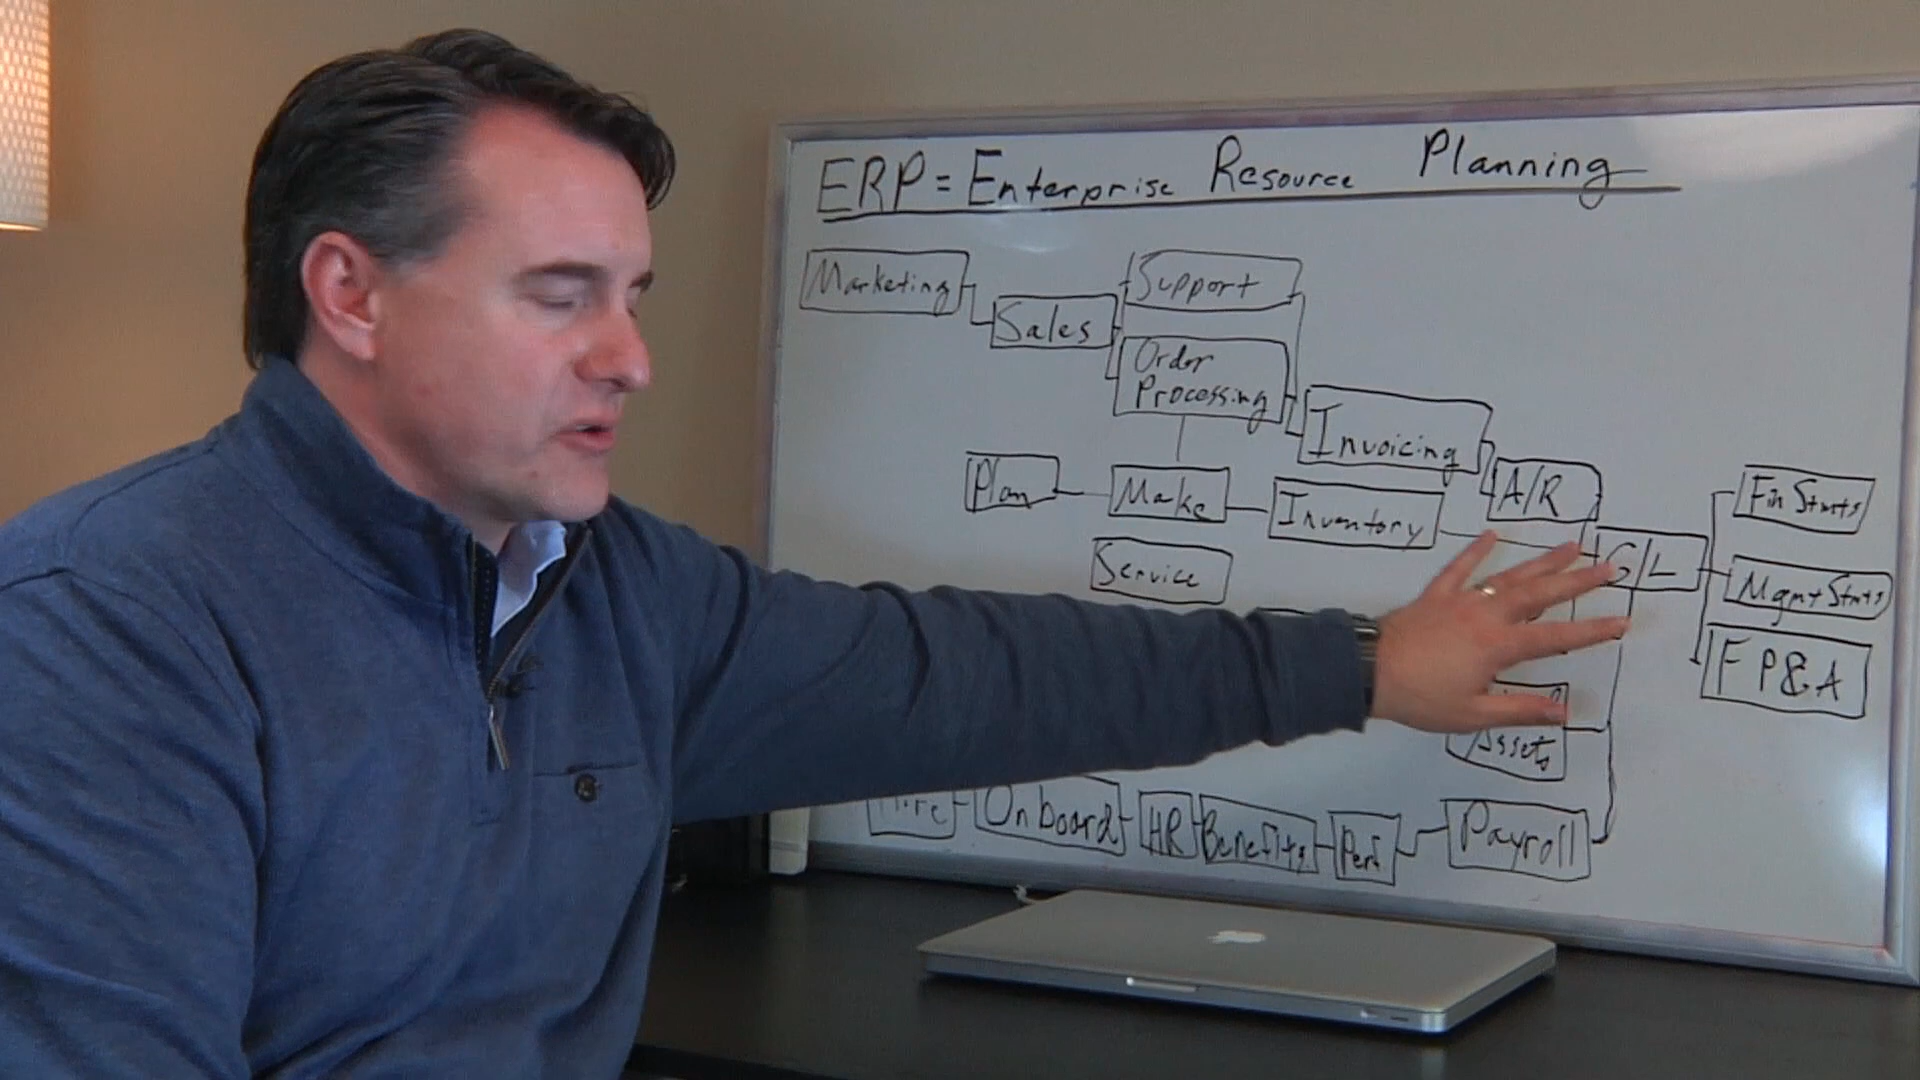 ERP = Enterprise Resource Planning
Marketing
Sales
Support
Order
Processing
Invoicing
A/R
Plan
Make
Inventory
Service
G/L
Fin Stmts
Mgmt Stmts
FP&A
Assets
Hire
Onboard
HR
Benefits
Perf
Payroll